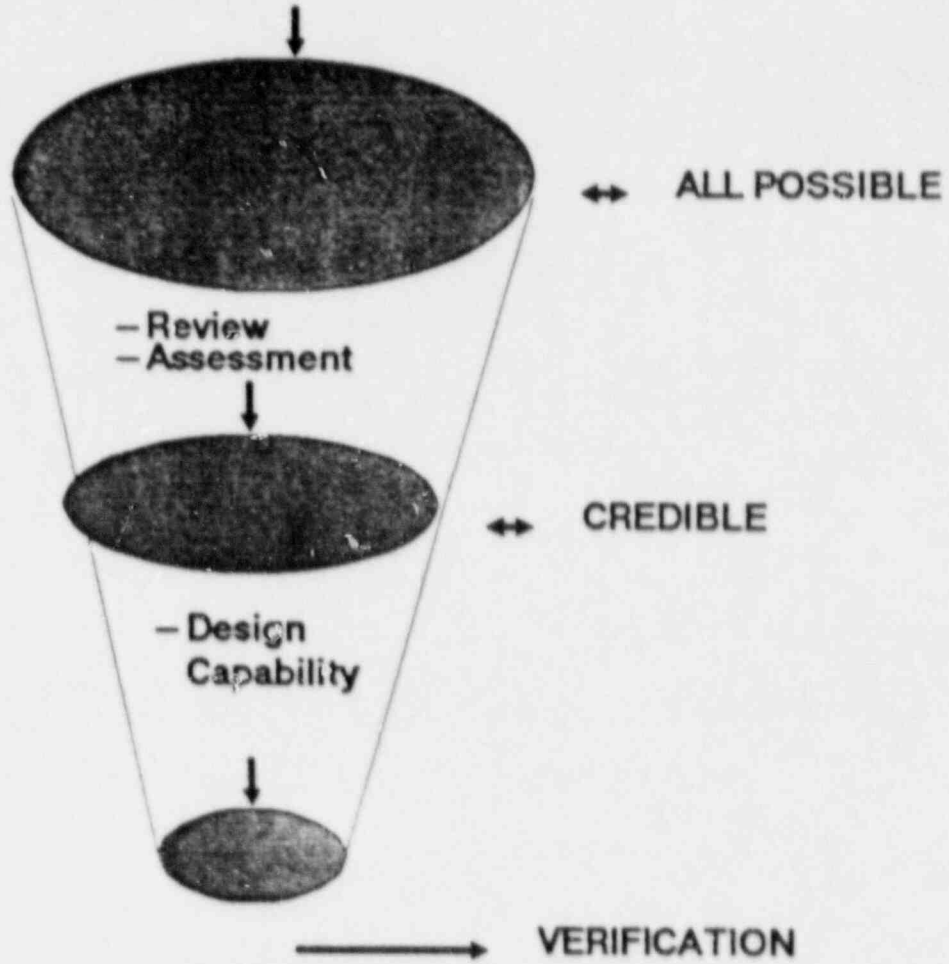 ALL POSSIBLE
– Review
– Assessment
CREDIBLE
– Design
Capability
VERIFICATION